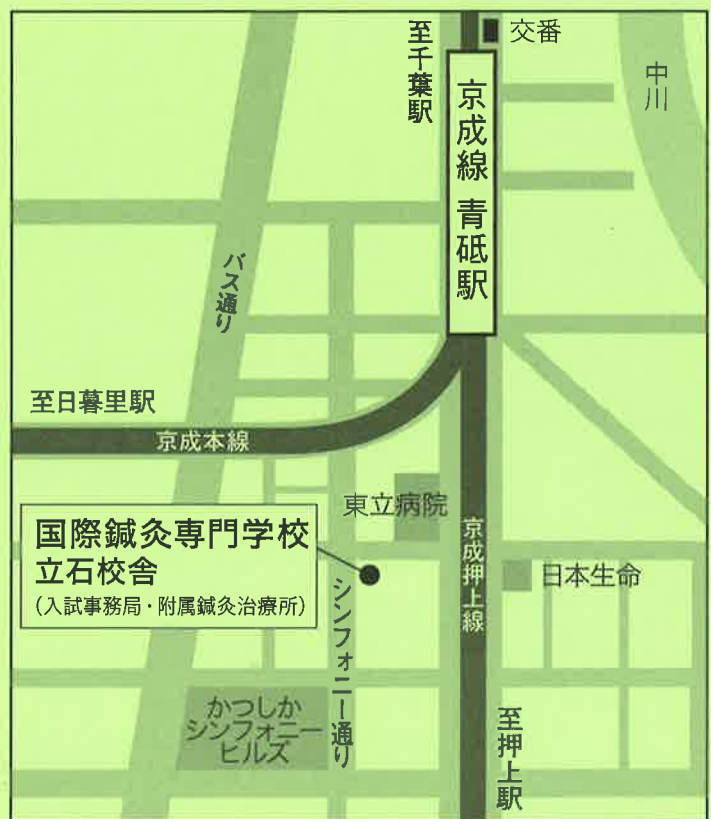 至千葉駅
交番
中川
京成線 青砥駅
バス通り
至日暮里駅
京成本線
東立病院
国際鍼灸専門学校
立石校舎
（入試事務局・附属鍼灸治療所）
京成押上線
日本生命
シンフォニー通り
かつしか
シンフォニー
ヒルズ
至押上駅